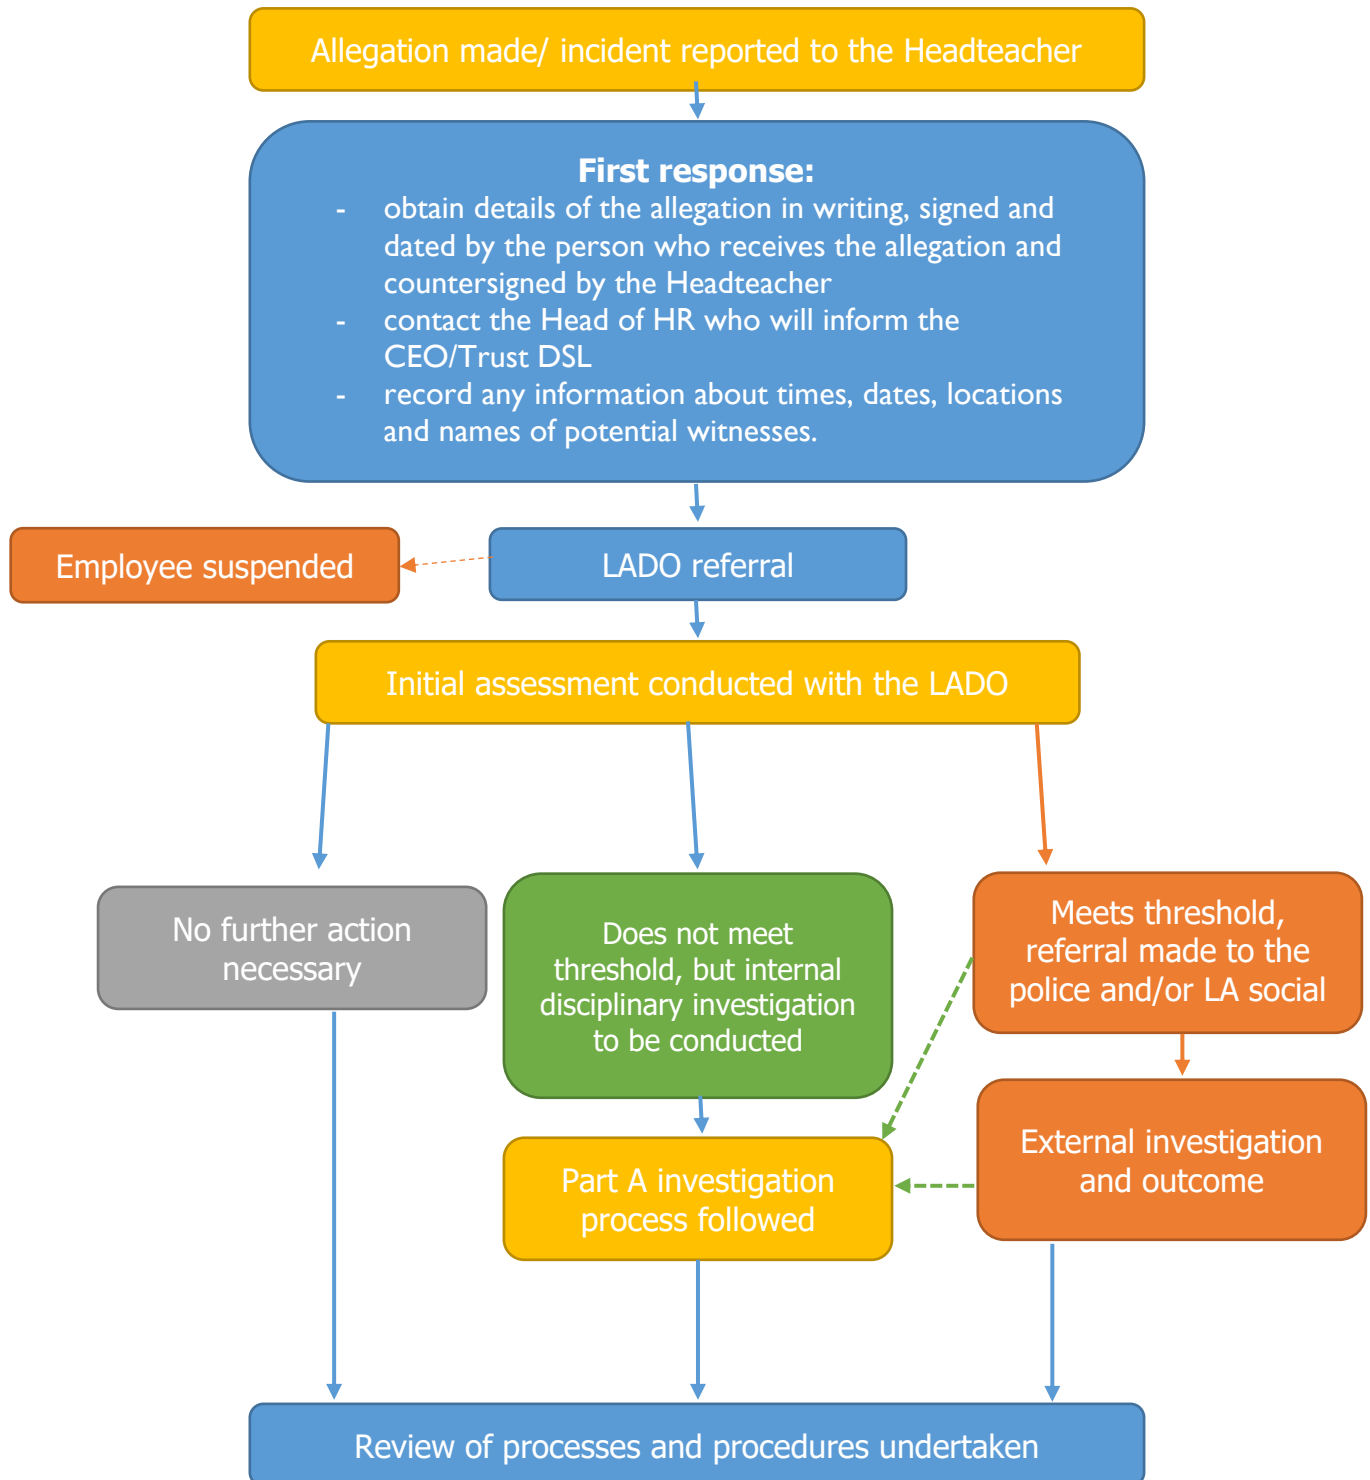 Allegation made/ incident reported to the Headteacher
First response:
- obtain details of the allegation in writing, signed and
dated by the person who receives the allegation and
countersigned by the Headteacher
- contact the Head of HR who will inform the
CEO/Trust DSL
- record any information about times, dates, locations
and names of potential witnesses.
Employee suspended
LADO referral
Initial assessment conducted with the LADO
No further action
necessary
Does not meet
threshold, but internal
disciplinary investigation
to be conducted
Meets threshold,
referral made to the
police and/or LA social
Part A investigation
process followed
External investigation
and outcome
Review of processes and procedures undertaken